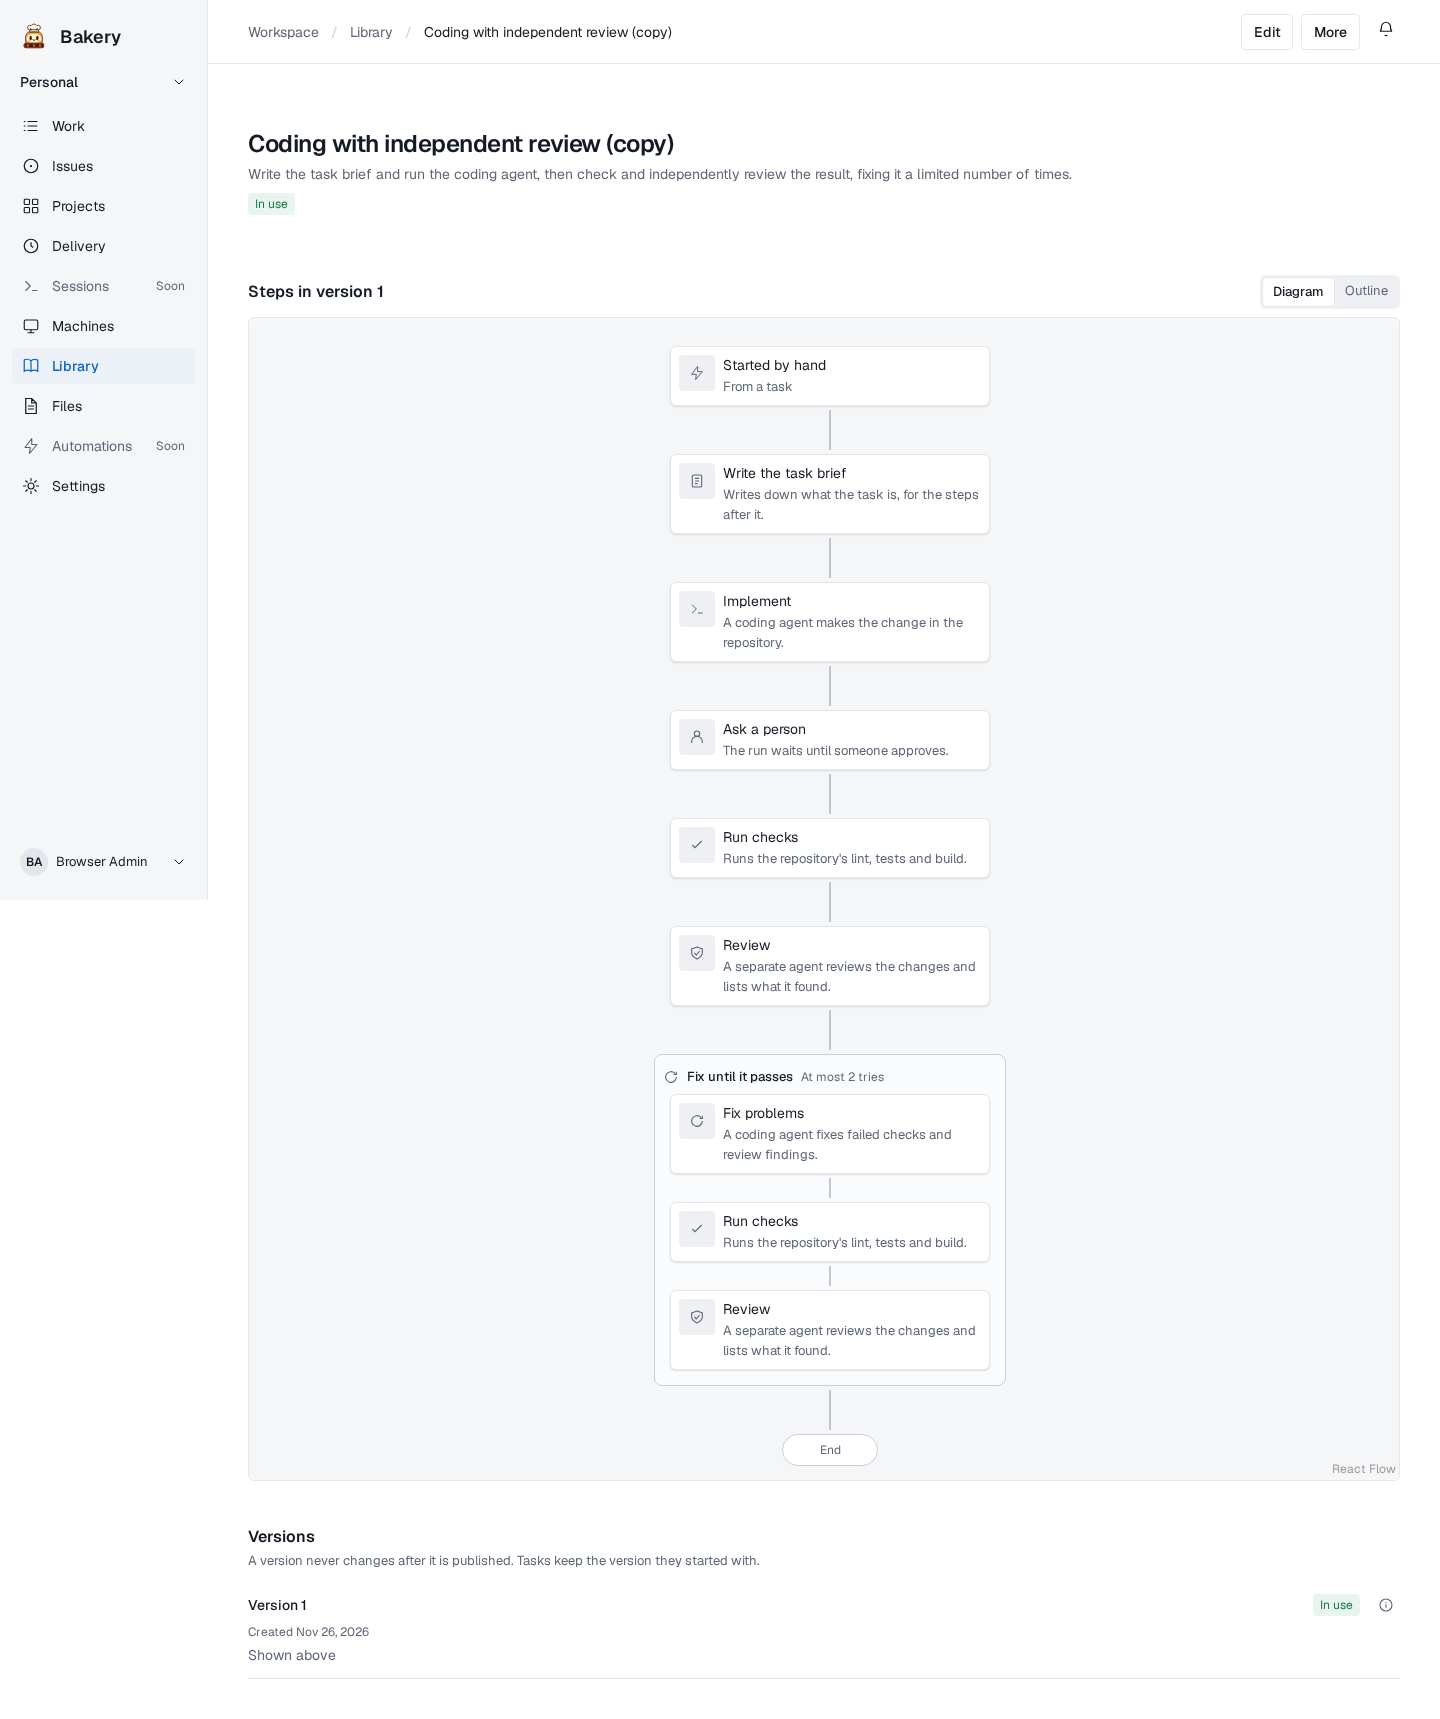 Bakery
Personal
Work
Issues
Projects
Delivery
Sessions Soon
Machines
Library
Files
Automations Soon
Settings
BA Browser Admin
Workspace / Library / Coding with independent review (copy)
Edit More
Coding with independent review (copy)
Write the task brief and run the coding agent, then check and independently review the result, fixing it a limited number of times.
In use
Steps in version 1
Diagram Outline
Started by hand
From a task
Write the task brief
Writes down what the task is, for the steps
after it.
Implement
A coding agent makes the change in the
repository.
Ask a person
The run waits until someone approves.
Run checks
Runs the repository's lint, tests and build.
Review
A separate agent reviews the changes and
lists what it found.
Fix until it passes At most 2 tries
Fix problems
A coding agent fixes failed checks and
review findings.
Run checks
Runs the repository's lint, tests and build.
Review
A separate agent reviews the changes and
lists what it found.
End
React Flow
Versions
A version never changes after it is published. Tasks keep the version they started with.
Version 1
In use
Created Nov 26, 2026
Shown above